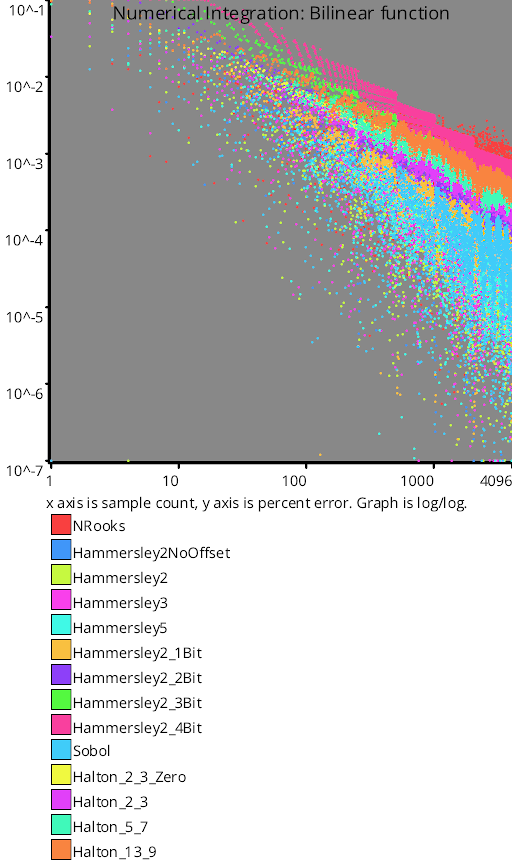 Numerical Integration: Bilinear function
10^-1
10^-2
10^-3
10^-4
10^-5
10^-6
10^-7
1 10 100 1000 4096
x axis is sample count, y axis is percent error. Graph is log/log.
NRooks
Hammersley2NoOffset
Hammersley2
Hammersley3
Hammersley5
Hammersley2_1Bit
Hammersley2_2Bit
Hammersley2_3Bit
Hammersley2_4Bit
Sobol
Halton_2_3_Zero
Halton_2_3
Halton_5_7
Halton_13_9